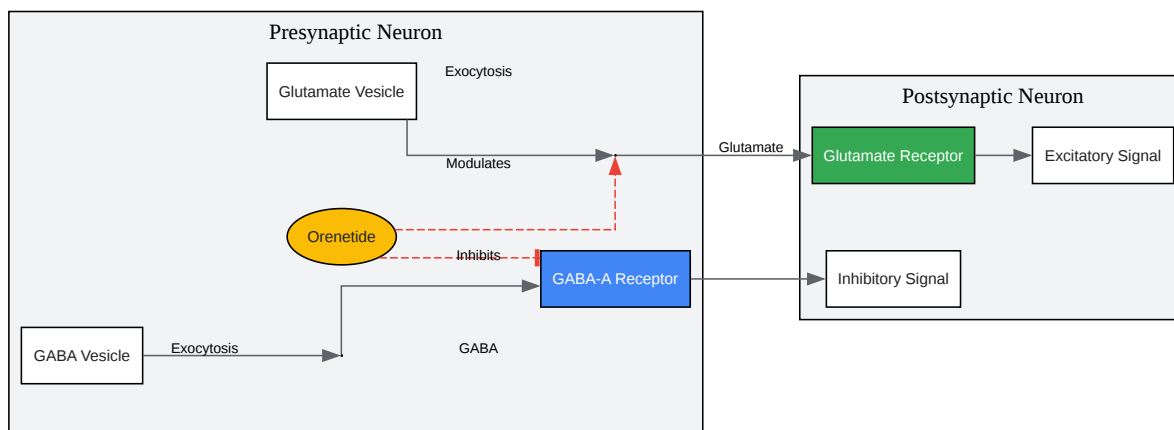 Presynaptic Neuron
Exocytosis
Glutamate Vesicle
Postsynaptic Neuron
Glutamate
Modulates
Glutamate Receptor
Excitatory Signal
Orenetide
Inhibits
GABA-A Receptor
Inhibitory Signal
GABA Vesicle
Exocytosis
GABA